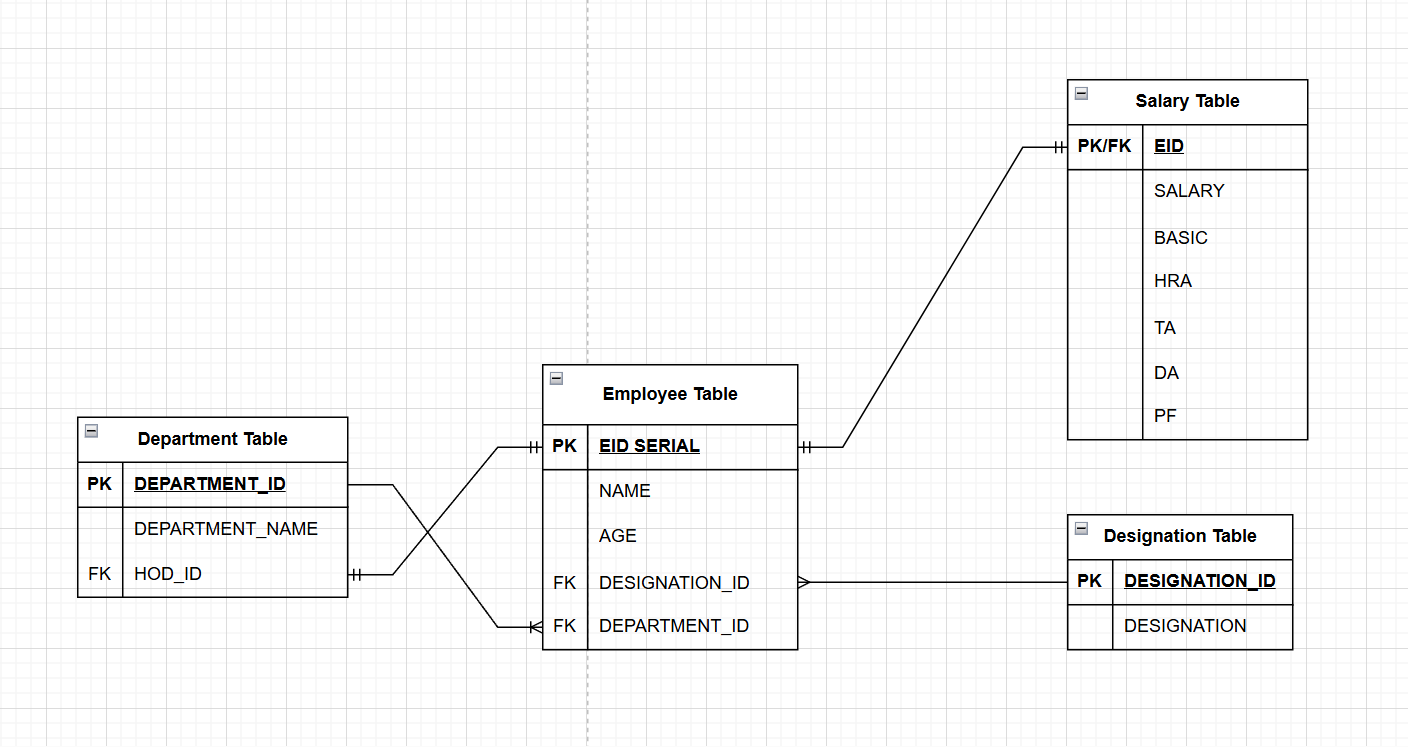 Salary Table
PK/FK EID
SALARY
BASIC
HRA
TA
DA
PF
Employee Table
PK EID SERIAL
NAME
AGE
FK DESIGNATION_ID
FK DEPARTMENT_ID
Department Table
PK DEPARTMENT_ID
DEPARTMENT_NAME
FK HOD_ID
Designation Table
PK DESIGNATION_ID
DESIGNATION